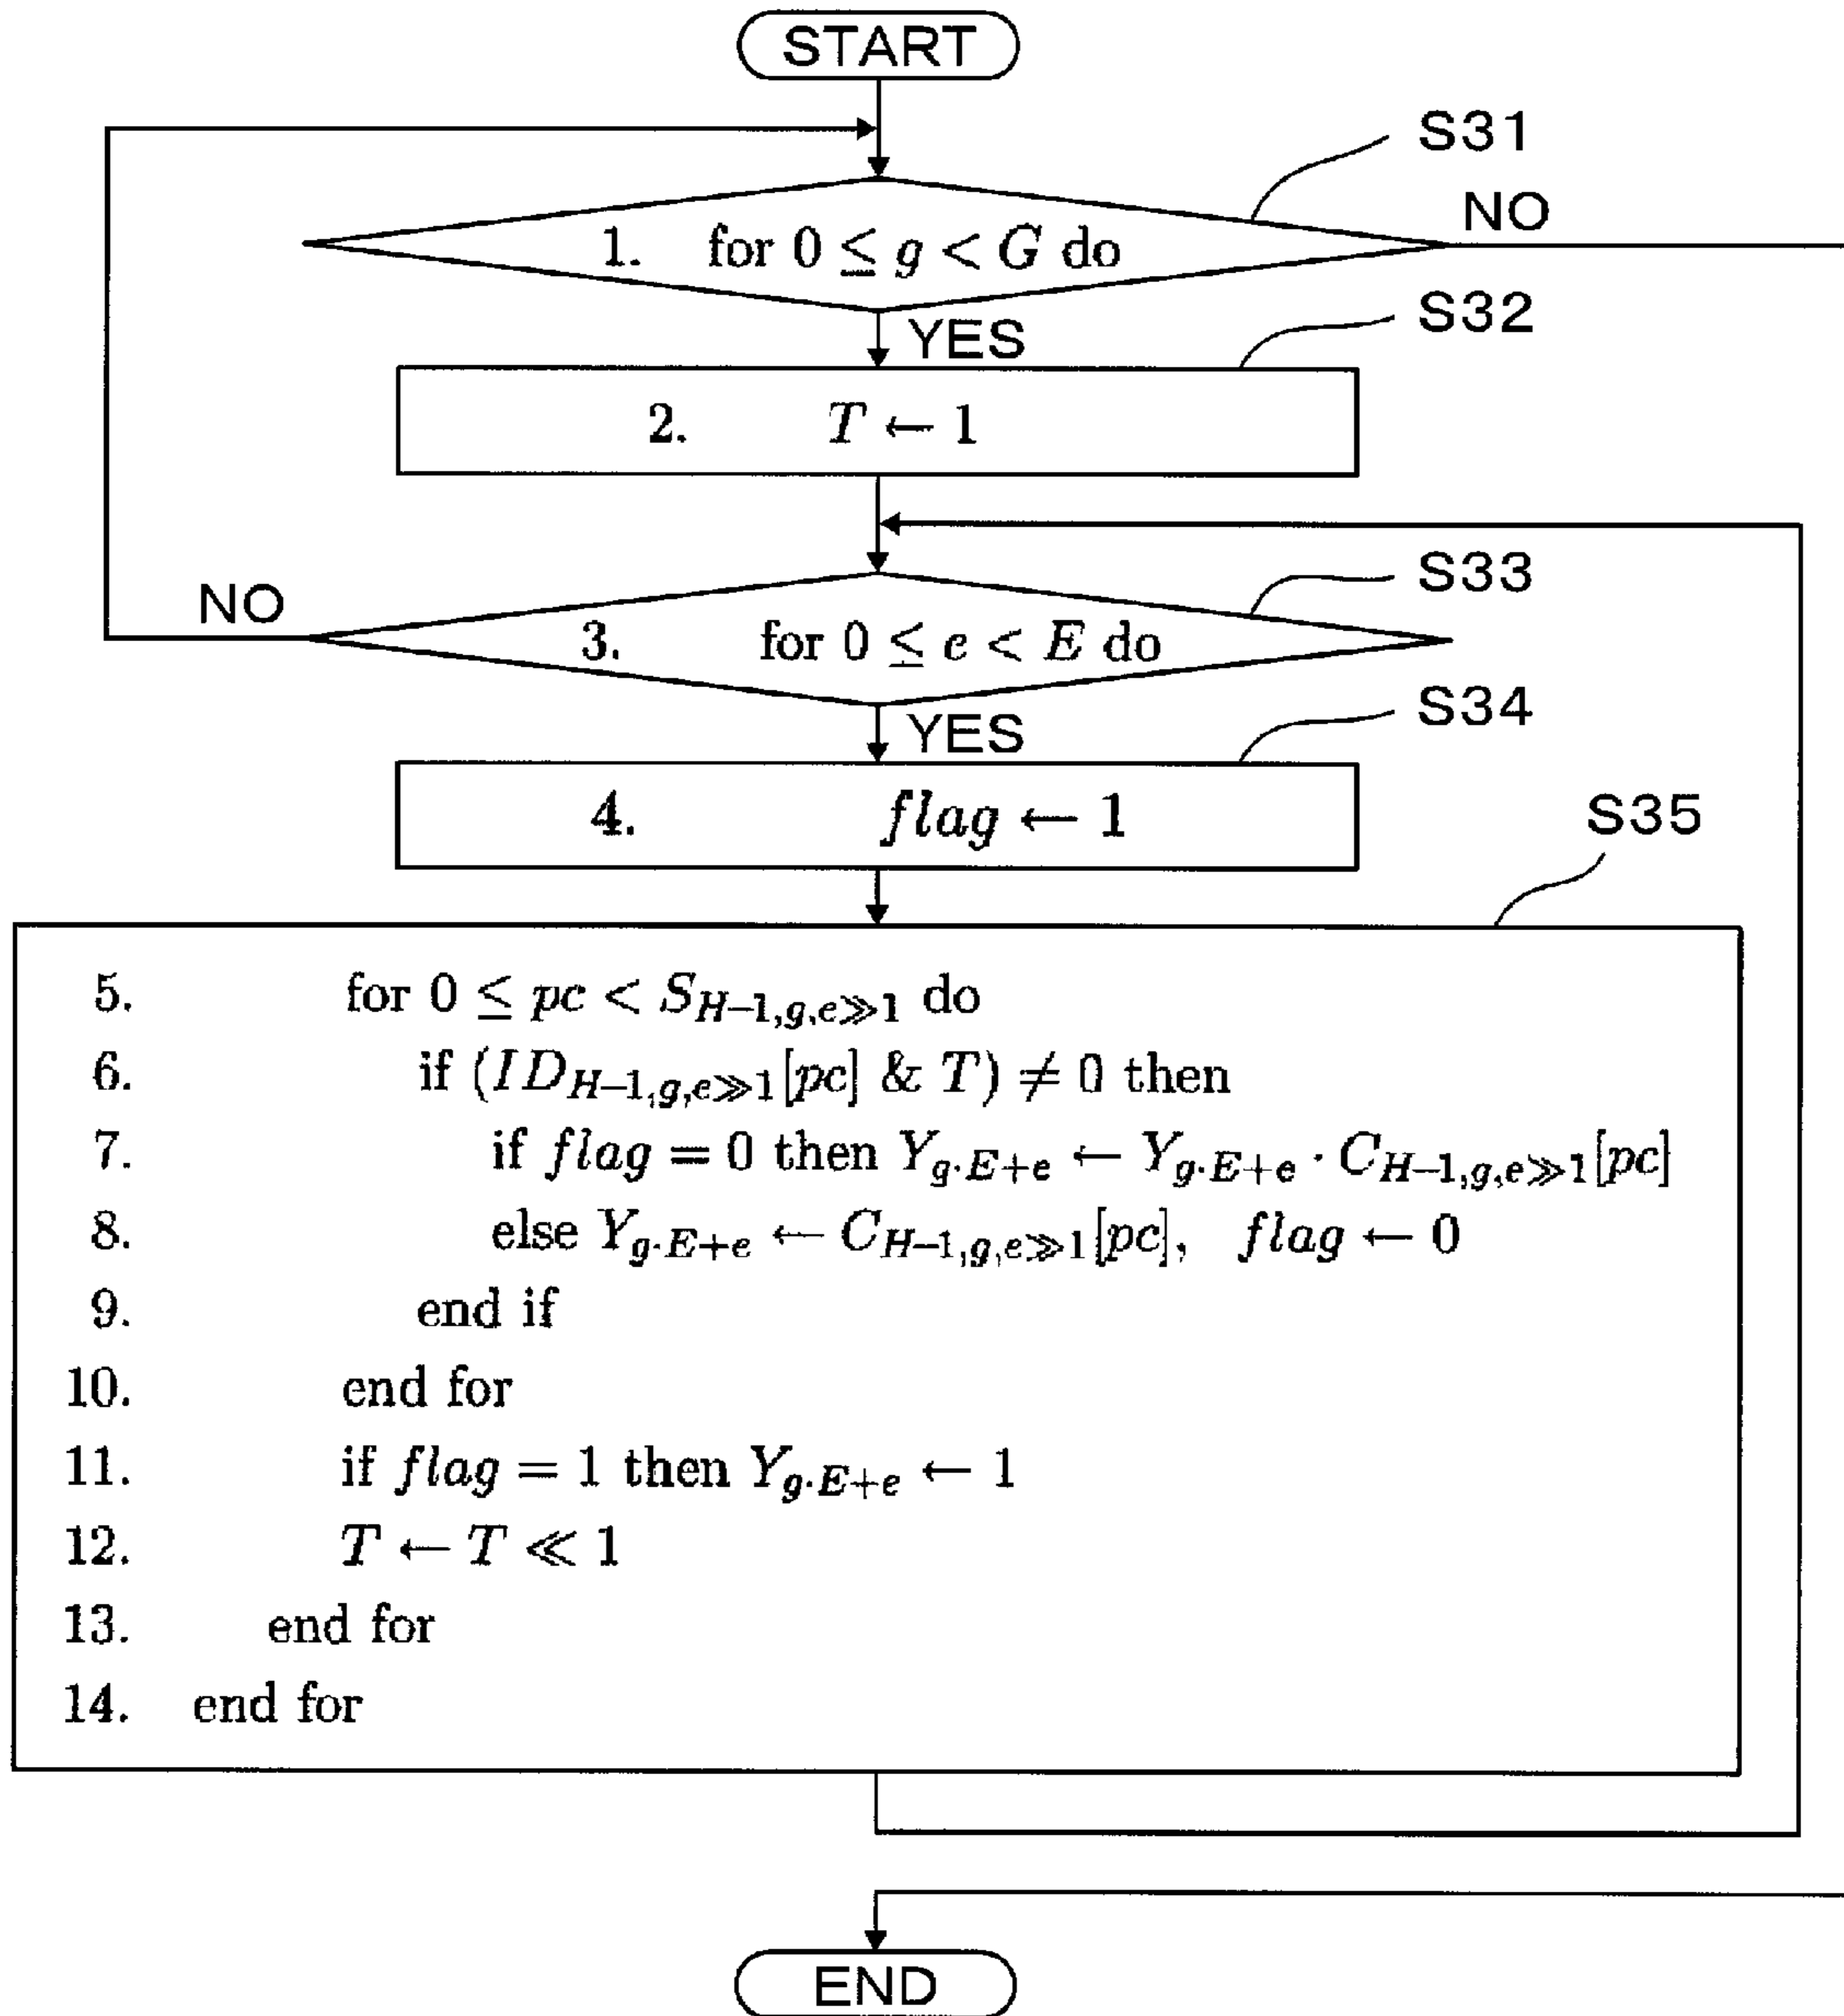 START
S31
NO
1. for 0 ≤ g < G do
S32
YES
2. T ← 1
S33
NO
3. for 0 ≤ e < E do
S34
YES
4. flag ← 1
S35
5. for 0 ≤ pc < S_{H-1,g,e≫1} do
6. if (ID_{H-1,g,e≫1}[pc] & T) ≠ 0 then
7. if flag = 0 then Y_{g·E+e} ← Y_{g·E+e} · C_{H-1,g,e≫1}[pc]
8. else Y_{g·E+e} ← C_{H-1,g,e≫1}[pc], flag ← 0
9. end if
10. end for
11. if flag = 1 then Y_{g·E+e} ← 1
12. T ← T ≪ 1
13. end for
14. end for
END